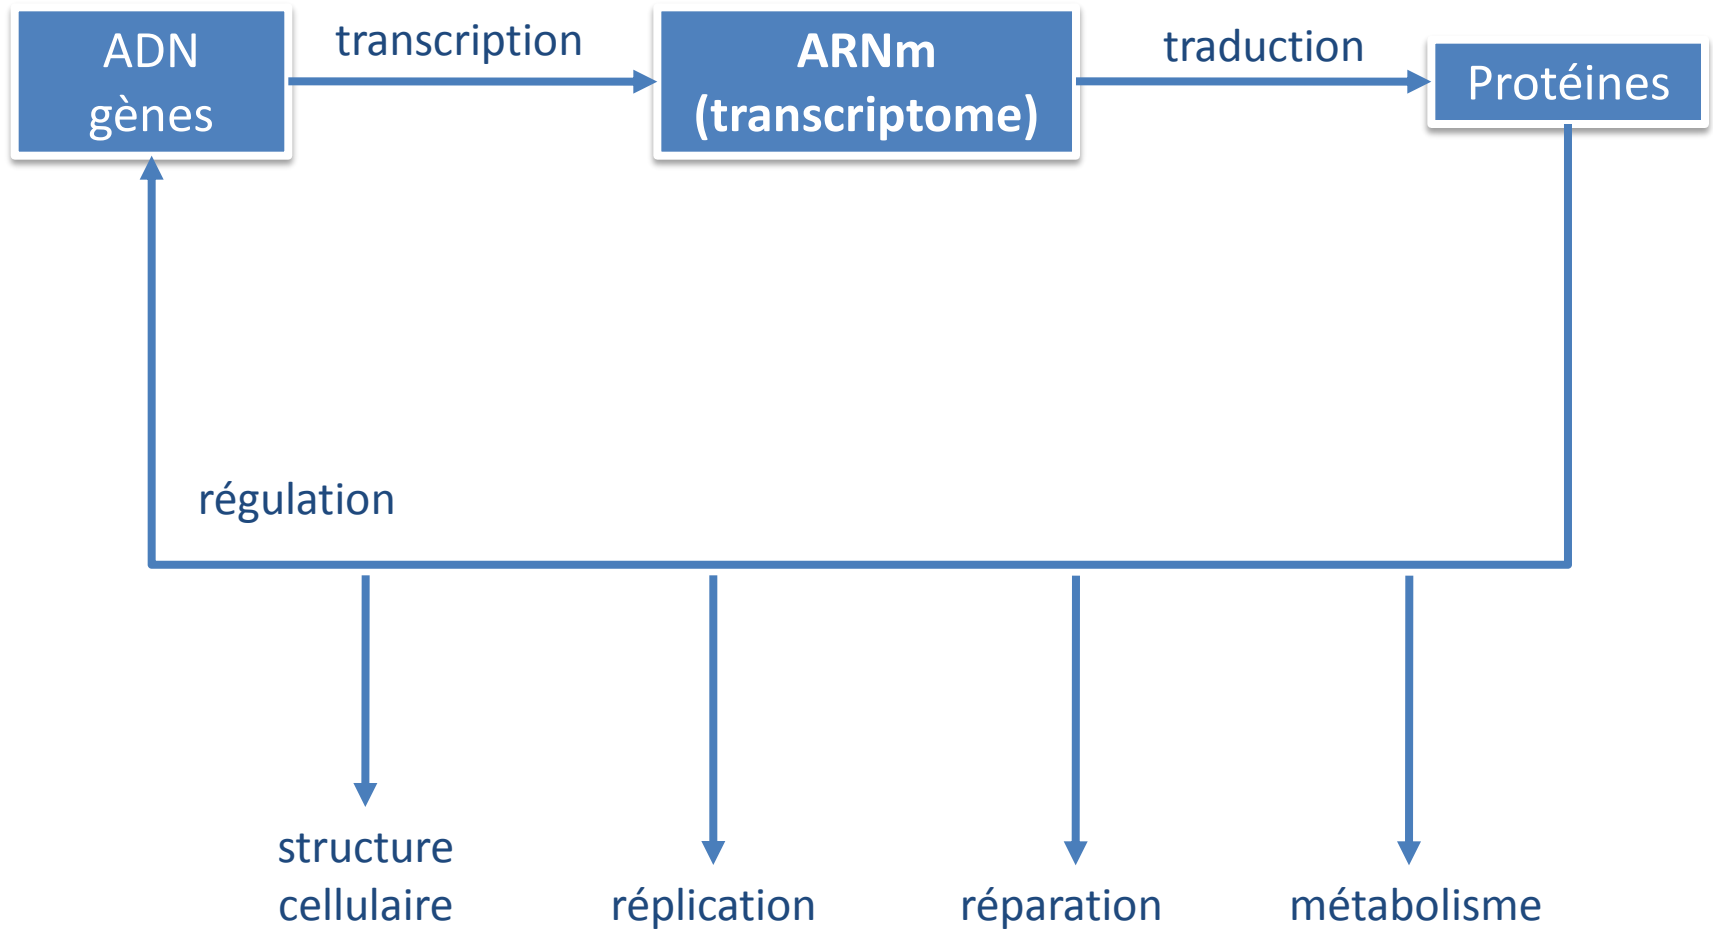 ADN
gènes
transcription
ARNm
(transcriptome)
traduction
Protéines
régulation
structure
cellulaire
réplication
réparation
métabolisme